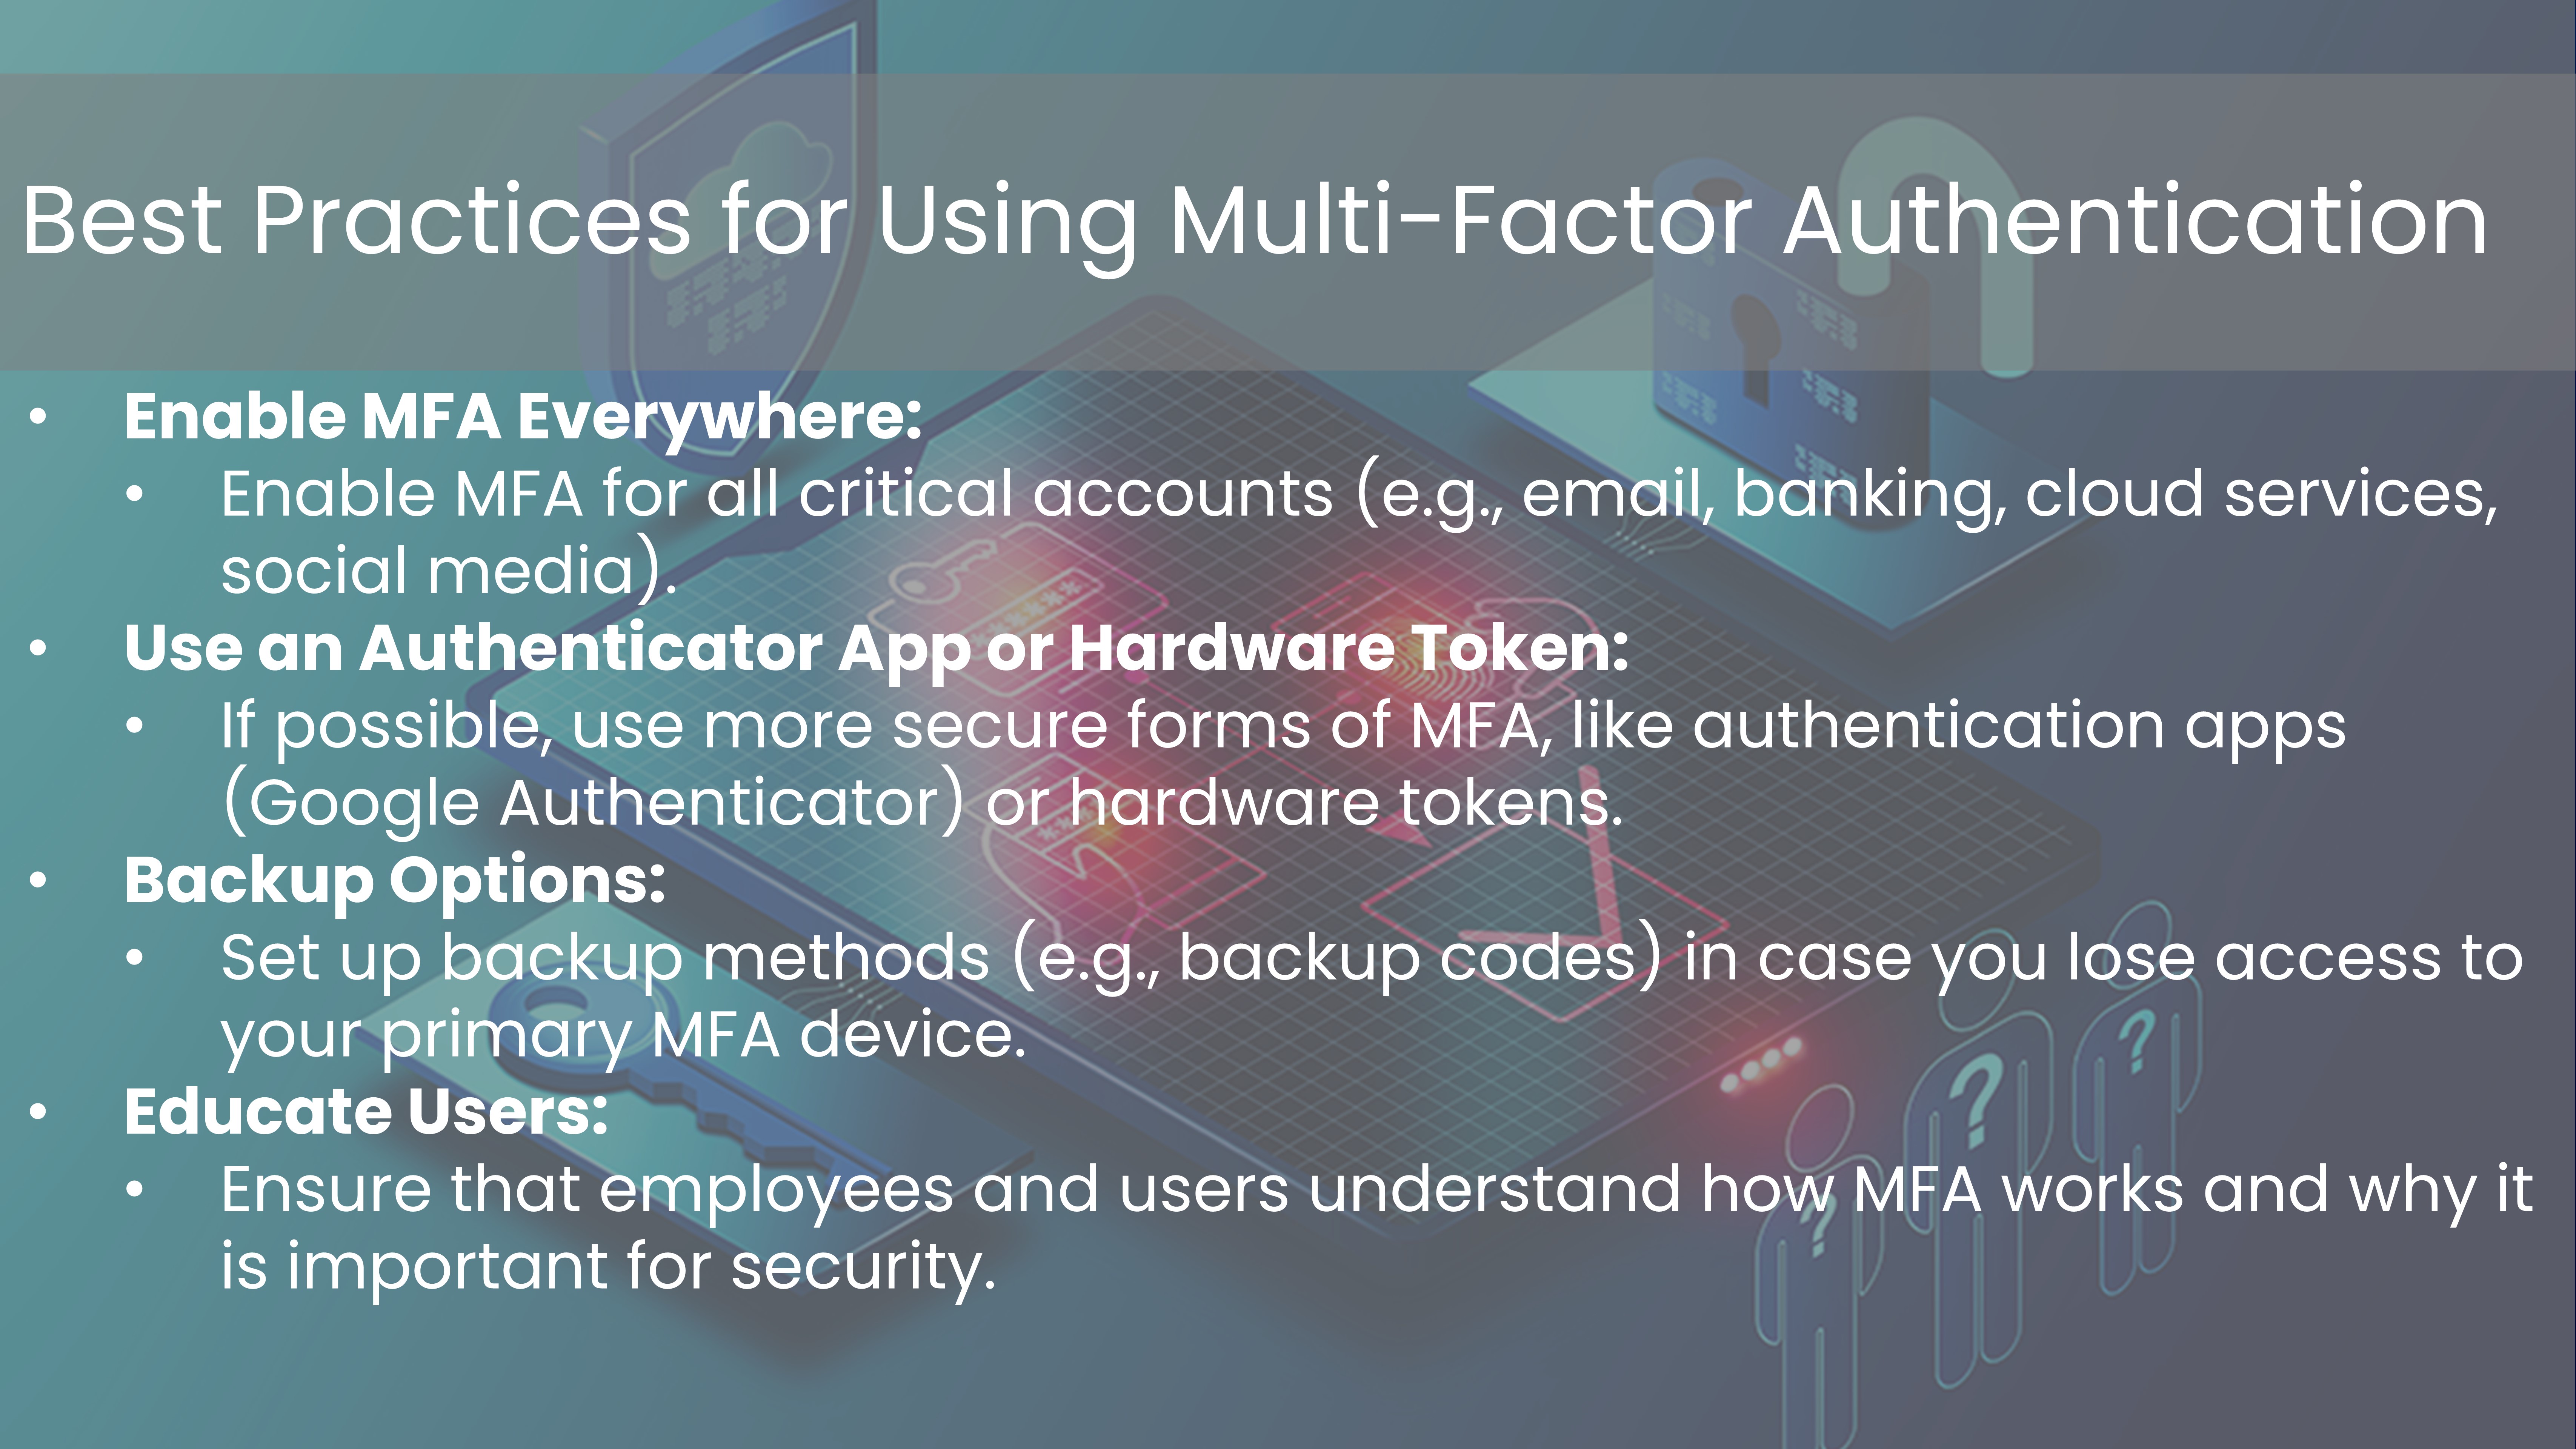 Best Practices for Using Multi-Factor Authentication
• Enable MFA Everywhere:
• Enable MFA for all critical accounts (e.g., email, banking, cloud services,
social media).
• Use an Authenticator App or Hardware Token:
• If possible, use more secure forms of MFA, like authentication apps
(Google Authenticator) or hardware tokens.
• Backup Options:
• Set up backup methods (e.g., backup codes) in case you lose access to
your primary MFA device.
• Educate Users:
• Ensure that employees and users understand how MFA works and why it
is important for security.